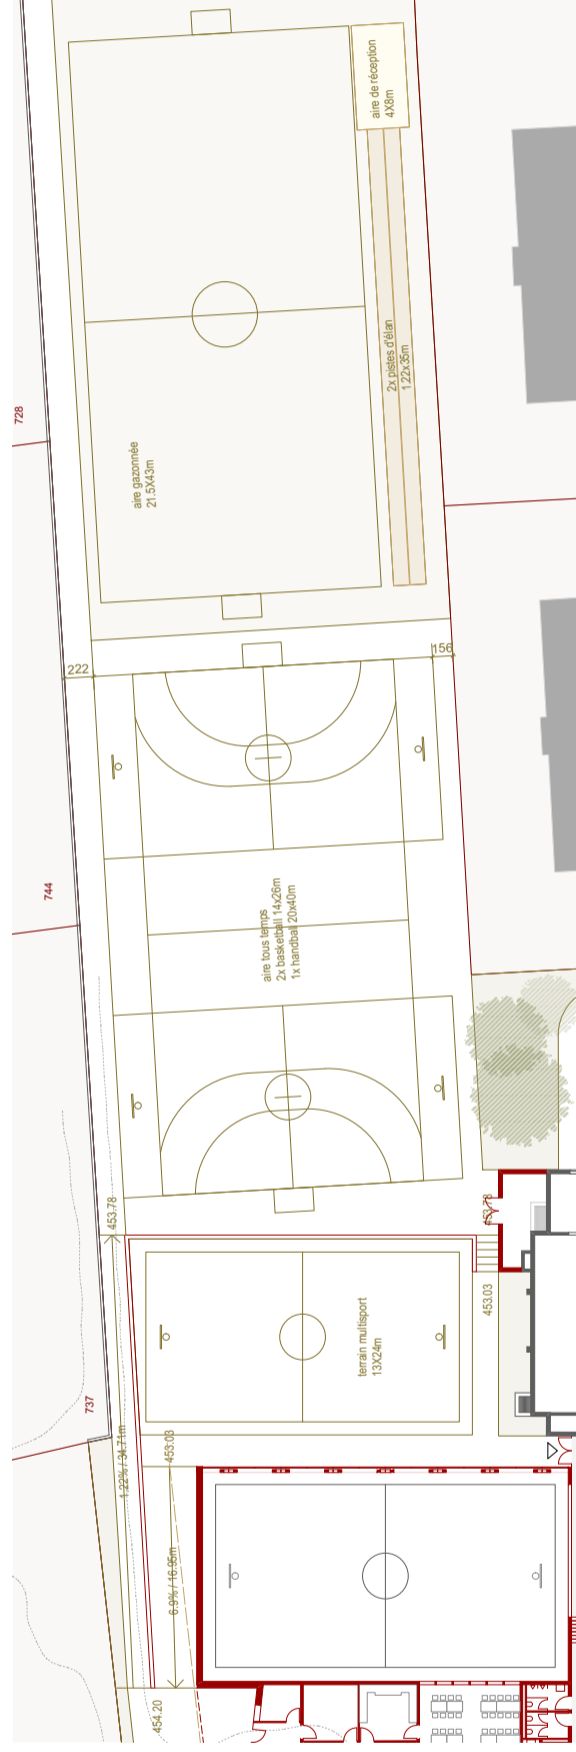 aire de réception
4X8m
2x pistes d'élan
1.22x35m
728
aire gazonnée
21.5X43m
222
156
744
aire tous temps
2x basketball 14x26m
1x handball 20x40m
453.78
453.78
453.03
terrain multisport
13X24m
737
1.22% / 34.71m
453.03
6.9% / 16.95m
454.20